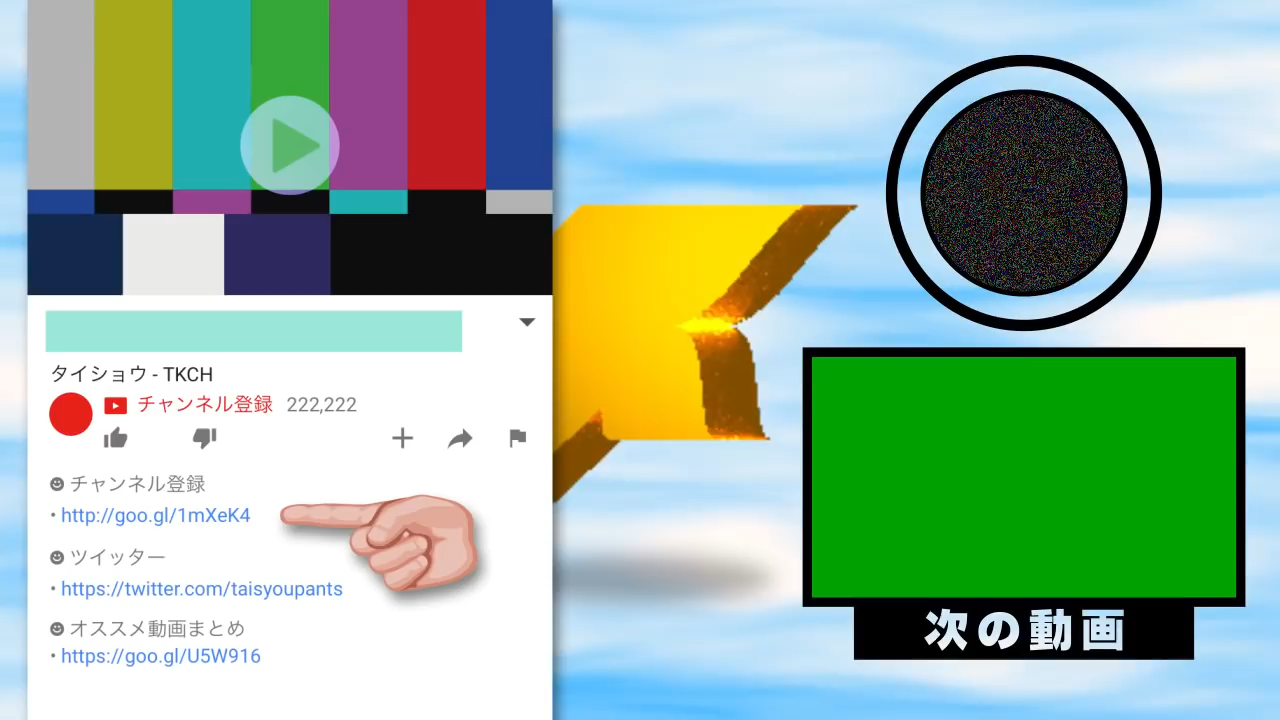 タイショウ - TKCH
チャンネル登録 222,222
チャンネル登録
・http://goo.gl/1mXeK4
ツイッター
・https://twitter.com/taisyoupants
オススメ動画まとめ
・https://goo.gl/U5W916
次の動画